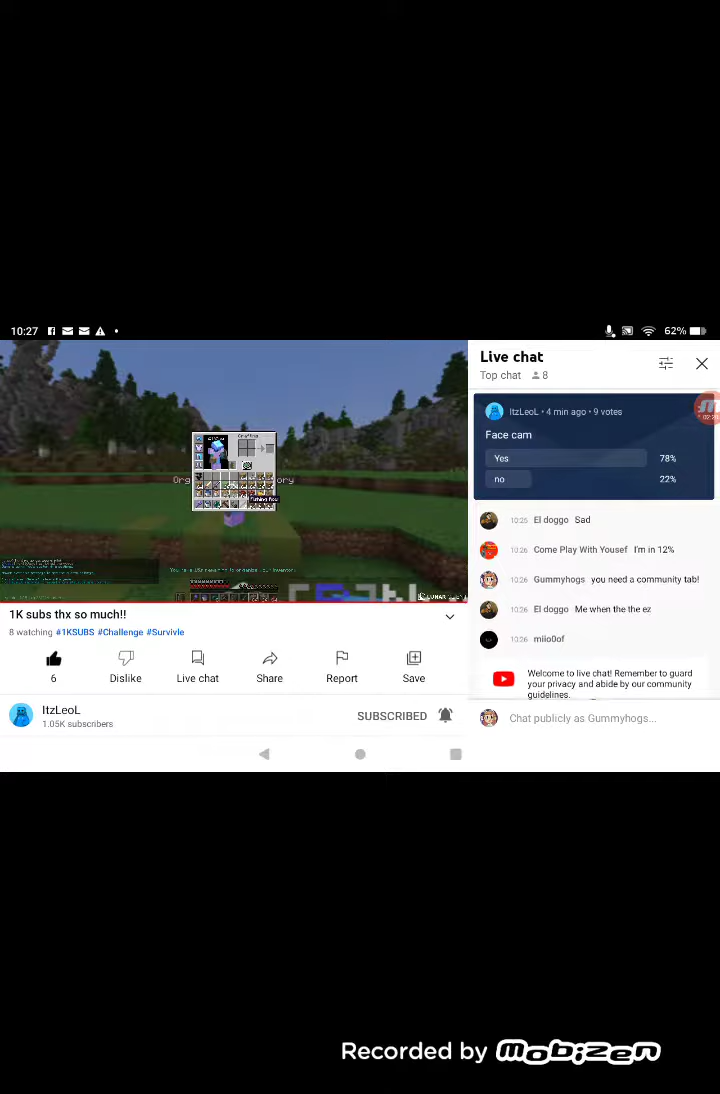 10:27
62%
Live chat
Top chat 8
ItzLeoL • 4 min ago • 9 votes
Face cam
Yes 78%
no 22%
10:25 El doggo Sad
10:26 Come Play With Yousef I'm in 12%
10:26 Gummyhogs you need a community tab!
10:26 El doggo Me when the the ez
10:26 miio0of
Welcome to live chat! Remember to guard
your privacy and abide by our community
guidelines.
Chat publicly as Gummyhogs...
Crafting
1K subs thx so much!!
8 watching #1KSUBS #Challenge #Survivle
6
Dislike
Live chat
Share
Report
Save
ItzLeoL
1.05K subscribers
SUBSCRIBED
Recorded by mobizen